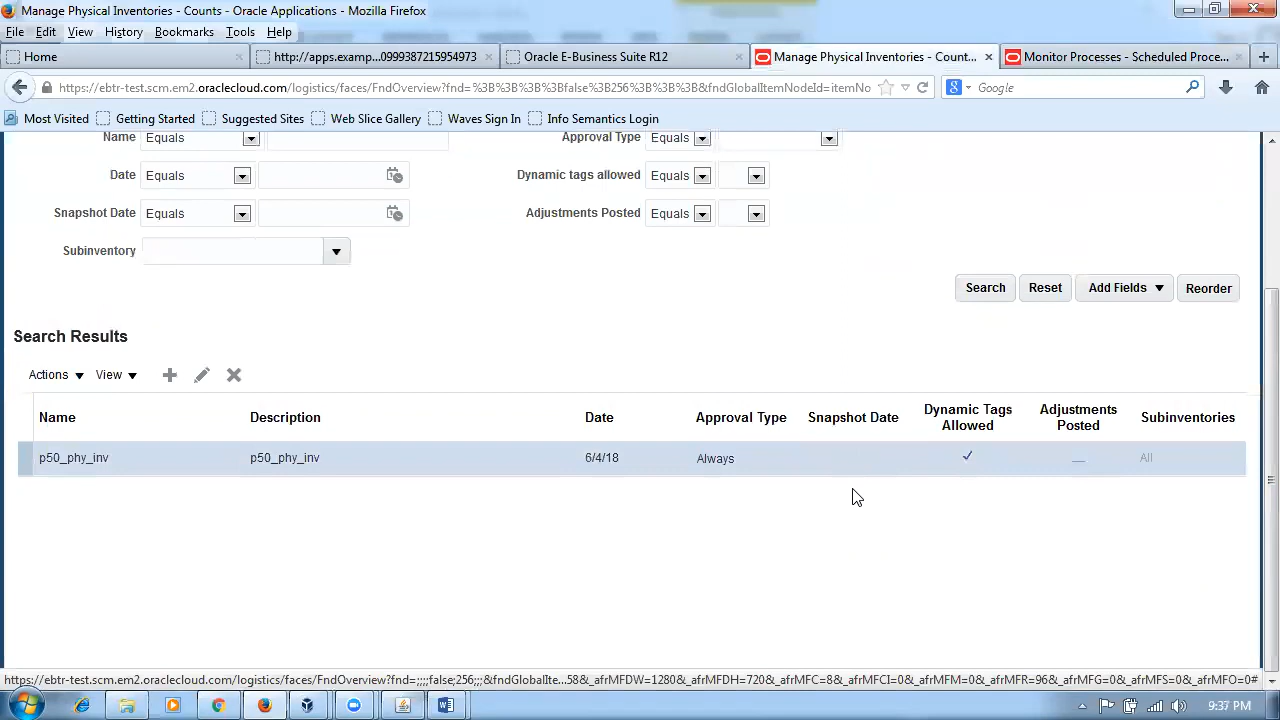 Manage Physical Inventories - Counts - Oracle Applications - Mozilla Firefox
File Edit View History Bookmarks Tools Help
Home http://apps.examp...0999387215954973 Oracle E-Business Suite R12 Manage Physical Inventories - Count... Monitor Processes - Scheduled Proce...
https://ebtr-test.scm.em2.oraclecloud.com/logistics/faces/FndOverview?fnd=%3B%3B%3B%3Bfalse%3B256%3B%3B%3B&fndGlobalItemNodeId=itemNo Google
Most Visited Getting Started Suggested Sites Web Slice Gallery Waves Sign In Info Semantics Login
Name Equals Approval Type Equals
Date Equals Dynamic tags allowed Equals
Snapshot Date Equals Adjustments Posted Equals
Subinventory
Search Reset Add Fields Reorder
Search Results
Actions View
Name Description Date Approval Type Snapshot Date Dynamic Tags Allowed Adjustments Posted Subinventories
p50_phy_inv p50_phy_inv 6/4/18 Always All
https://ebtr-test.scm.em2.oraclecloud.com/logistics/faces/FndOverview?fnd=;;;;false;256;;;&fndGlobalIte...58&_afrMFDW=1280&_afrMFDH=720&_afrMFC=8&_afrMFCI=0&_afrMFM=0&_afrMFR=96&_afrMFG=0&_afrMFS=0&_afrMFO=0#
9:37 PM